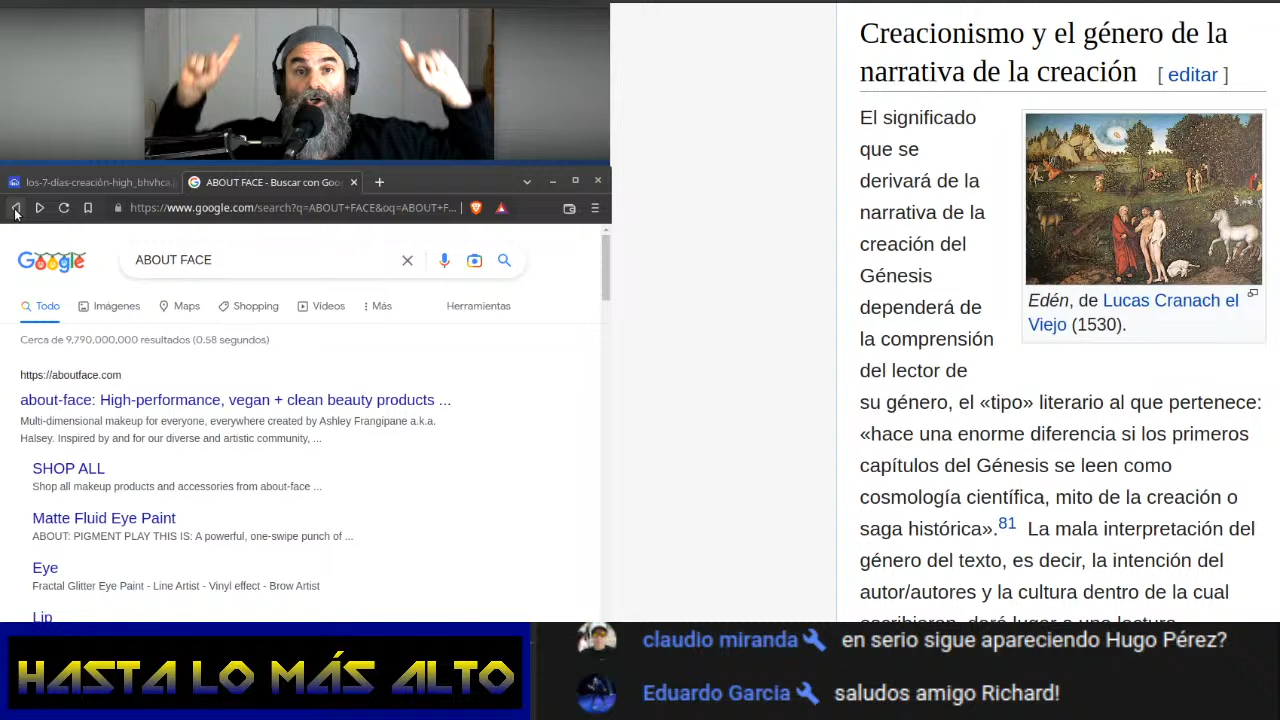 los-7-días-creación-high_bhvhca.j
ABOUT FACE - Buscar con Goo
https://www.google.com/search?q=ABOUT+FACE&oq=ABOUT+F...
Google
ABOUT FACE
Todo
Imágenes
Maps
Shopping
Videos
Más
Herramientas
Cerca de 9,790,000,000 resultados (0.58 segundos)
https://aboutface.com
about-face: High-performance, vegan + clean beauty products ...
Multi-dimensional makeup for everyone, everywhere created by Ashley Frangipane a.k.a.
Halsey. Inspired by and for our diverse and artistic community, ...
SHOP ALL
Shop all makeup products and accessories from about-face ...
Matte Fluid Eye Paint
ABOUT: PIGMENT PLAY THIS IS: A powerful, one-swipe punch of ...
Eye
Fractal Glitter Eye Paint - Line Artist - Vinyl effect - Brow Artist
Lip
Creacionismo y el género de la
narrativa de la creación [ editar ]
El significado
que se
derivará de la
narrativa de la
creación del
Génesis
dependerá de
la comprensión
del lector de
Edén, de Lucas Cranach el
Viejo (1530).
su género, el «tipo» literario al que pertenece:
«hace una enorme diferencia si los primeros
capítulos del Génesis se leen como
cosmología científica, mito de la creación o
saga histórica».81 La mala interpretación del
género del texto, es decir, la intención del
autor/autores y la cultura dentro de la cual
escribieron, dará lugar a una lectura
HASTA LO MÁS ALTO
claudio miranda en serio sigue apareciendo Hugo Pérez?
Eduardo Garcia saludos amigo Richard!